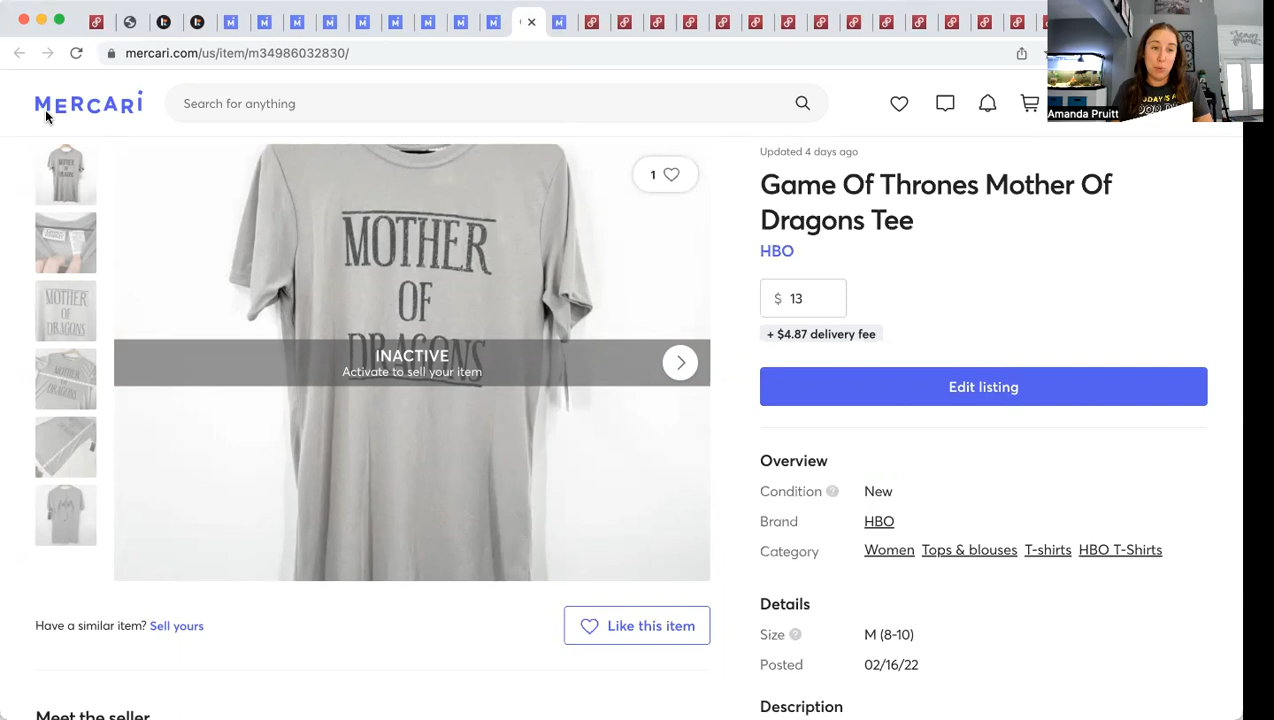 mercari.com/us/item/m34986032830/
MERCARI
Search for anything
Amanda Pruitt
Updated 4 days ago
Game Of Thrones Mother Of
Dragons Tee
HBO
$ 13
+ $4.87 delivery fee
Edit listing
1
MOTHER
OF
DRAGONS
INACTIVE
Activate to sell your item
Overview
Condition
New
Brand
HBO
Category
Women Tops & blouses T-shirts HBO T-Shirts
Details
Size
M (8-10)
Posted
02/16/22
Description
Have a similar item? Sell yours
Like this item
Meet the seller